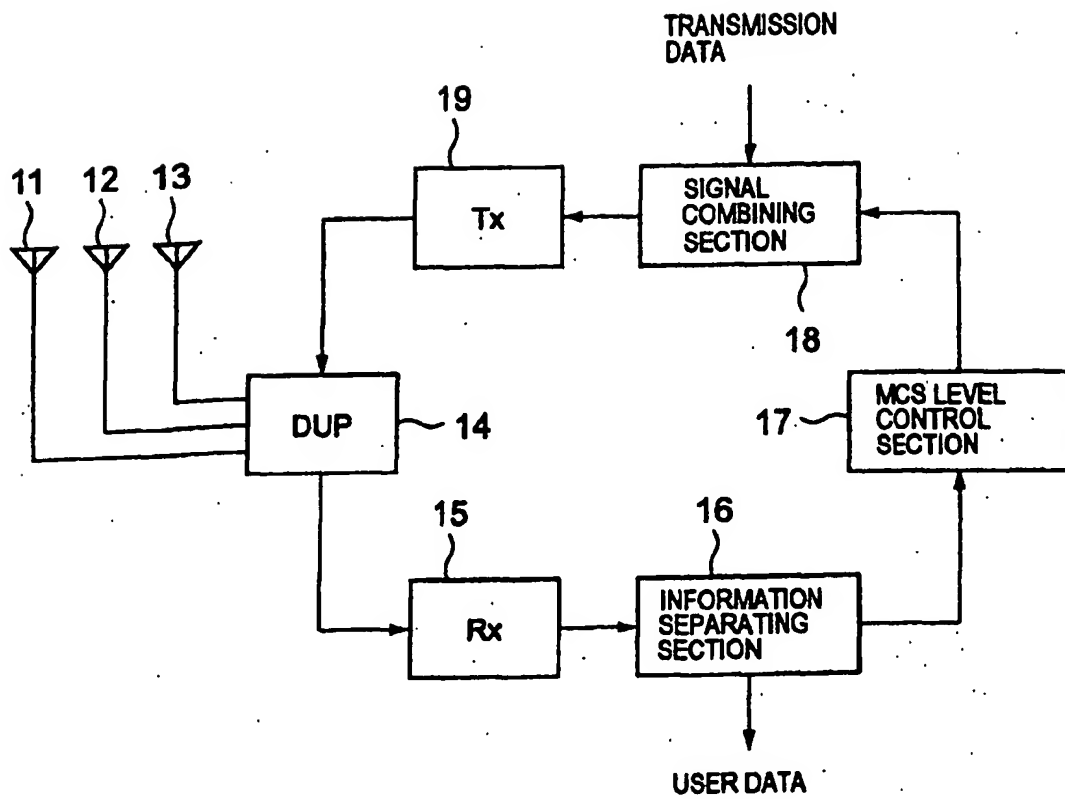 TRANSMISSION
DATA
19
11 12 13
Tx
SIGNAL
COMBINING
SECTION
18
DUP
14
17
MCS LEVEL
CONTROL
SECTION
15
16
Rx
INFORMATION
SEPARATING
SECTION
USER DATA